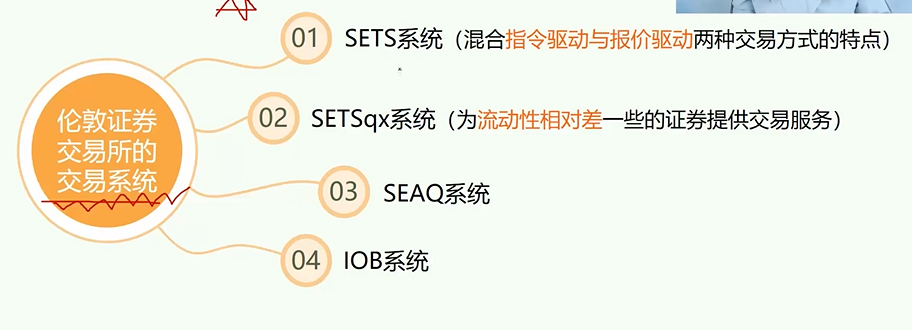 伦敦证券
交易所的
交易系统
01 SETS系统（混合指令驱动与报价驱动两种交易方式的特点）
02 SETSqx系统（为流动性相对差一些的证券提供交易服务）
03 SEAQ系统
04 IOB系统